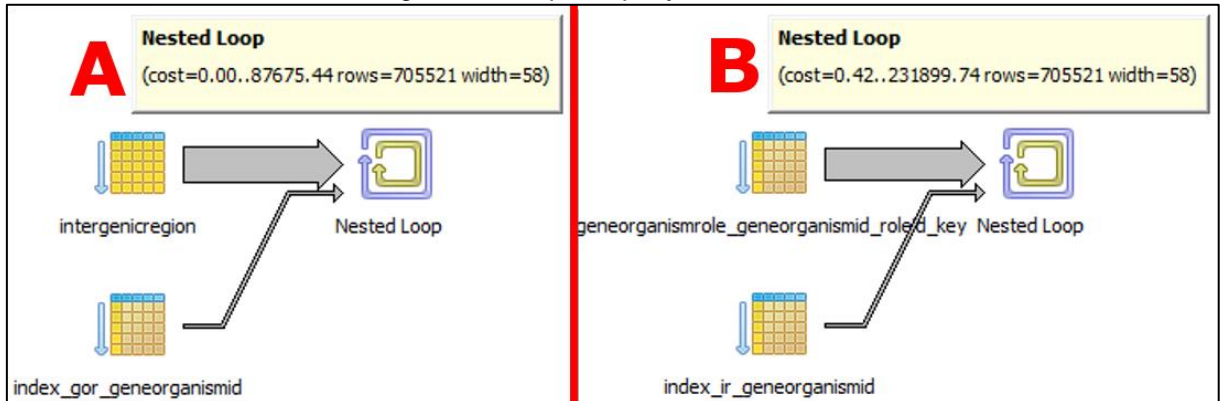 A
Nested Loop
(cost=0.00..87675.44 rows=705521 width=58)
intergenicregion
Nested Loop
index_gor_geneorganismid
B
Nested Loop
(cost=0.42..231899.74 rows=705521 width=58)
geneorganismrole_geneorganismid_roleid_key
Nested Loop
index_ir_geneorganismid